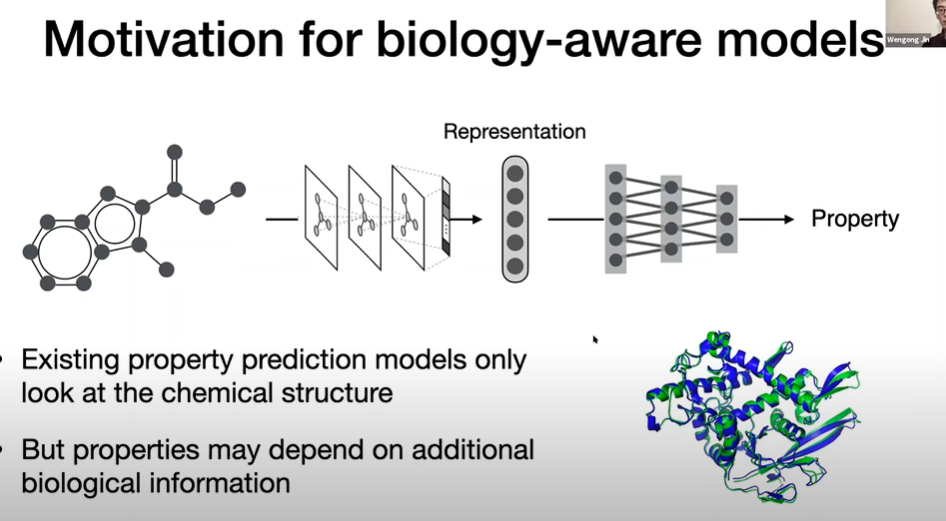 Motivation for biology-aware models
Wengong Jin
Representation
Property
• Existing property prediction models only
look at the chemical structure
• But properties may depend on additional
biological information